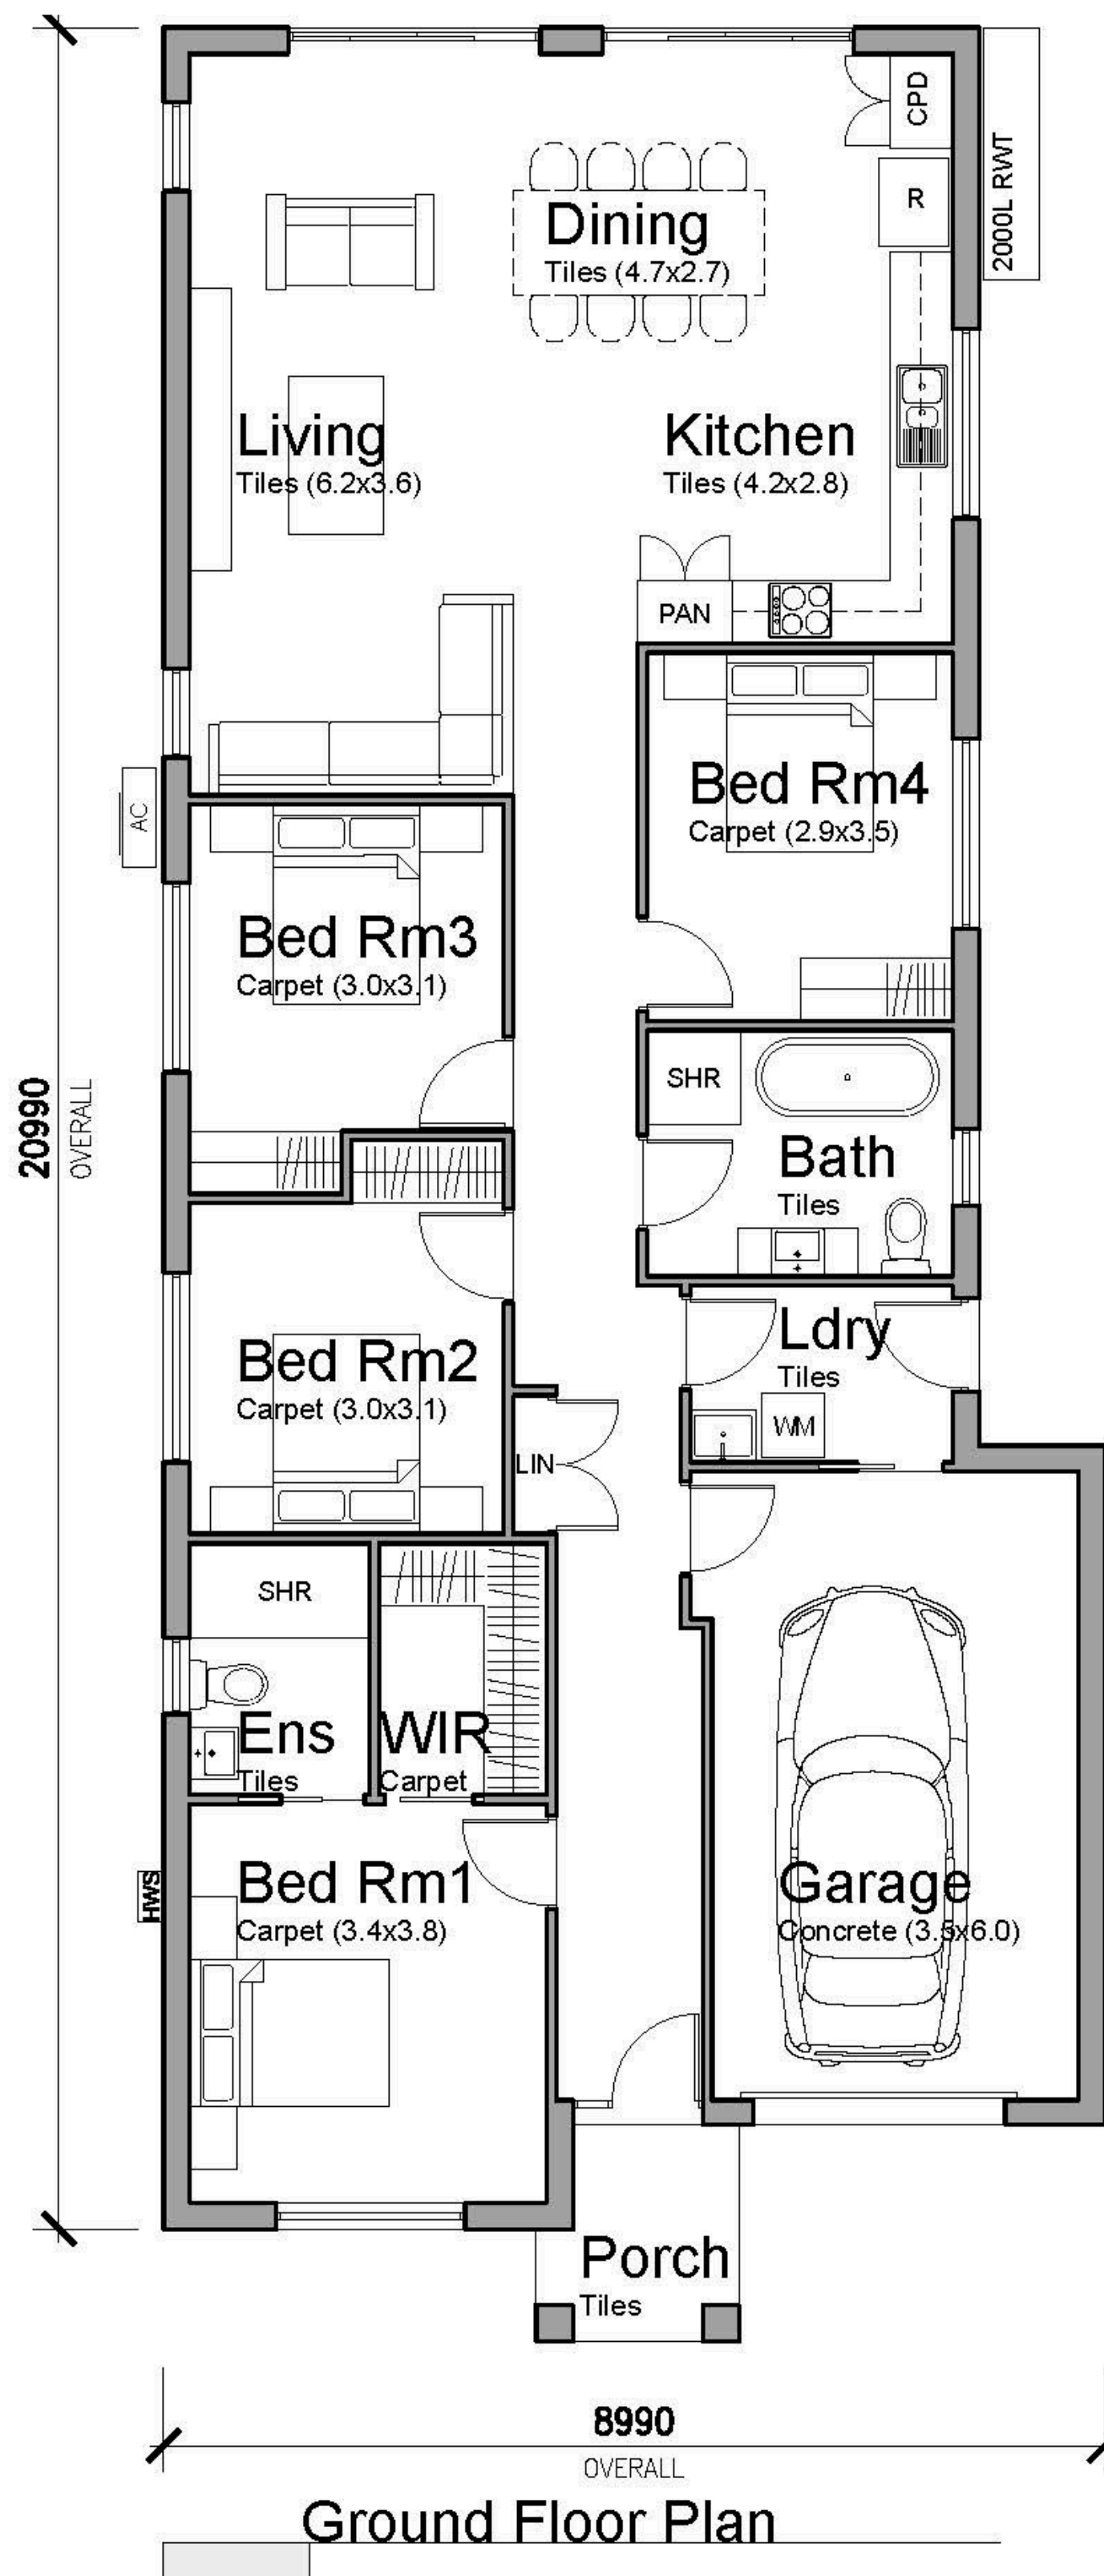 CPD
R
2000L RWT
Dining
Tiles (4.7x2.7)
Living
Tiles (6.2x3.6)
Kitchen
Tiles (4.2x2.8)
PAN
Bed Rm4
Carpet (2.9x3.5)
AC
Bed Rm3
Carpet (3.0x3.1)
20990
OVERALL
SHR
Bath
Tiles
Ldry
Tiles
Bed Rm2
Carpet (3.0x3.1)
WM
LIN
SHR
Ens
Tiles
WIR
Carpet
HWS
Bed Rm1
Carpet (3.4x3.8)
Garage
Concrete (3.5x6.0)
Porch
Tiles
8990
OVERALL
Ground Floor Plan